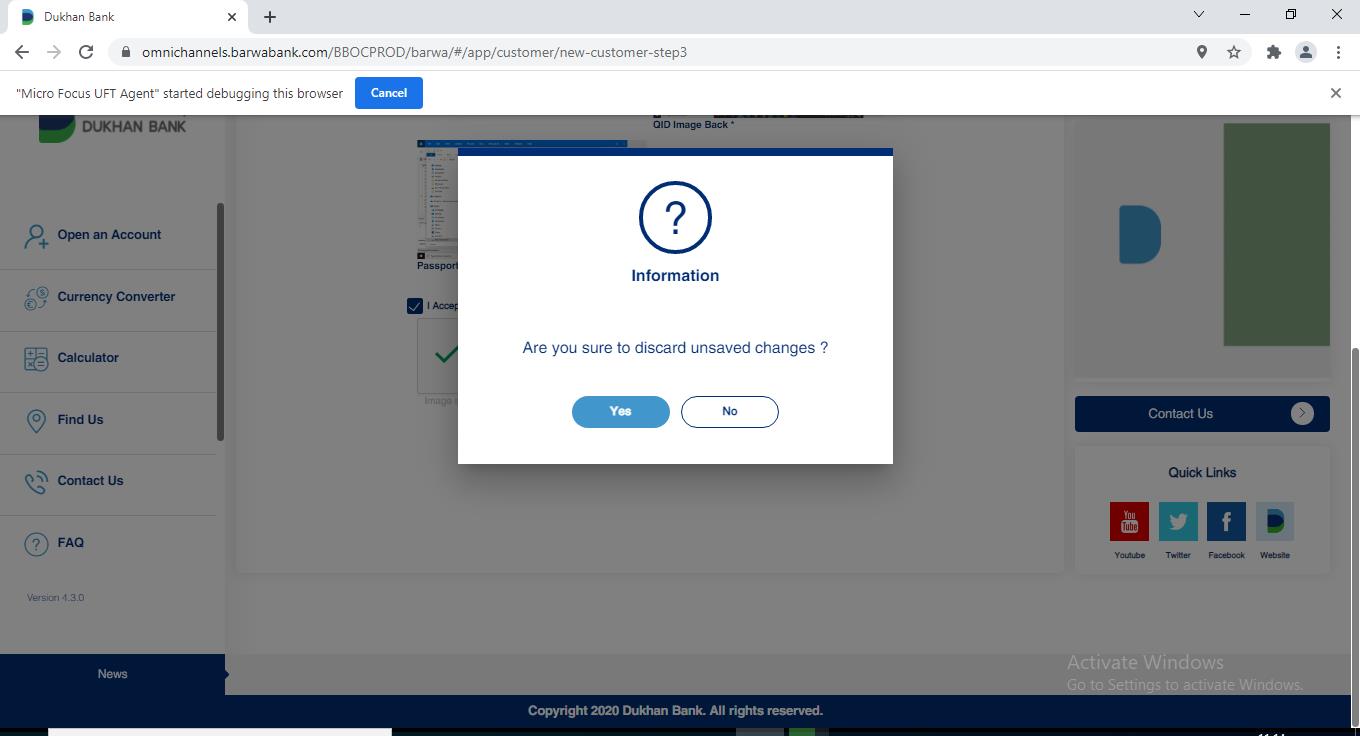 Dukhan Bank
omnichannels.barwabank.com/BBOCPROD/barwa/#/app/customer/new-customer-step3
"Micro Focus UFT Agent" started debugging this browser
Cancel
DUKHAN BANK
QID Image Back *
Open an Account
Currency Converter
Calculator
Find Us
Contact Us
FAQ
Version 4.3.0
News
Passport
I Accep
Image
?
Information
Are you sure to discard unsaved changes ?
Yes
No
Contact Us
Quick Links
You
Tube
Youtube
Twitter
Facebook
Website
Activate Windows
Go to Settings to activate Windows.
Copyright 2020 Dukhan Bank. All rights reserved.